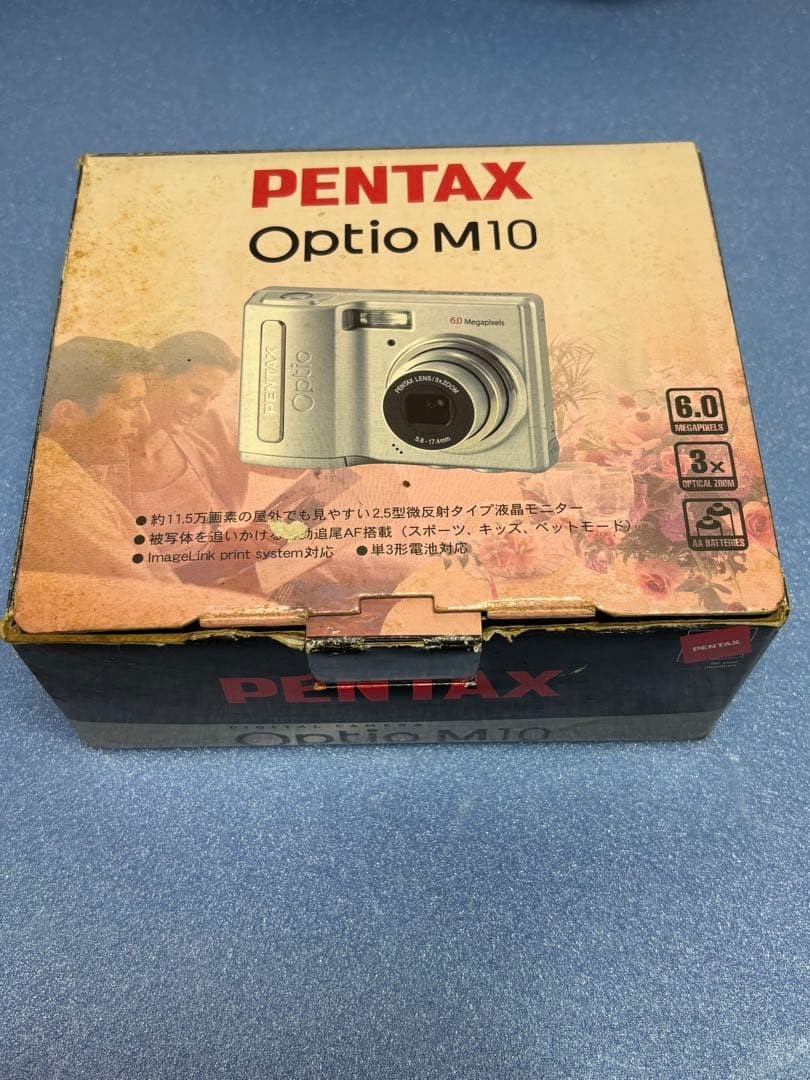 PENTAX
Optio M10
6.0 Megapixels
PENTAX
Optio
PENTAX LENS/3xZOOM
5.8-17.4mm
6.0
MEGAPIXELS
3×
OPTICAL ZOOM
AA BATTERIES
●約11.5万画素の屋外でも見やすい2.5型微反射タイプ液晶モニター
●被写体を追いかける 動追尾AF搭載（スポーツ、キッズ、ペットモード）
●ImageLink print system対応 ●単3形電池対応
PENTAX
for your
memories
PENTAX
DIGITAL CAMERA
Optio M10